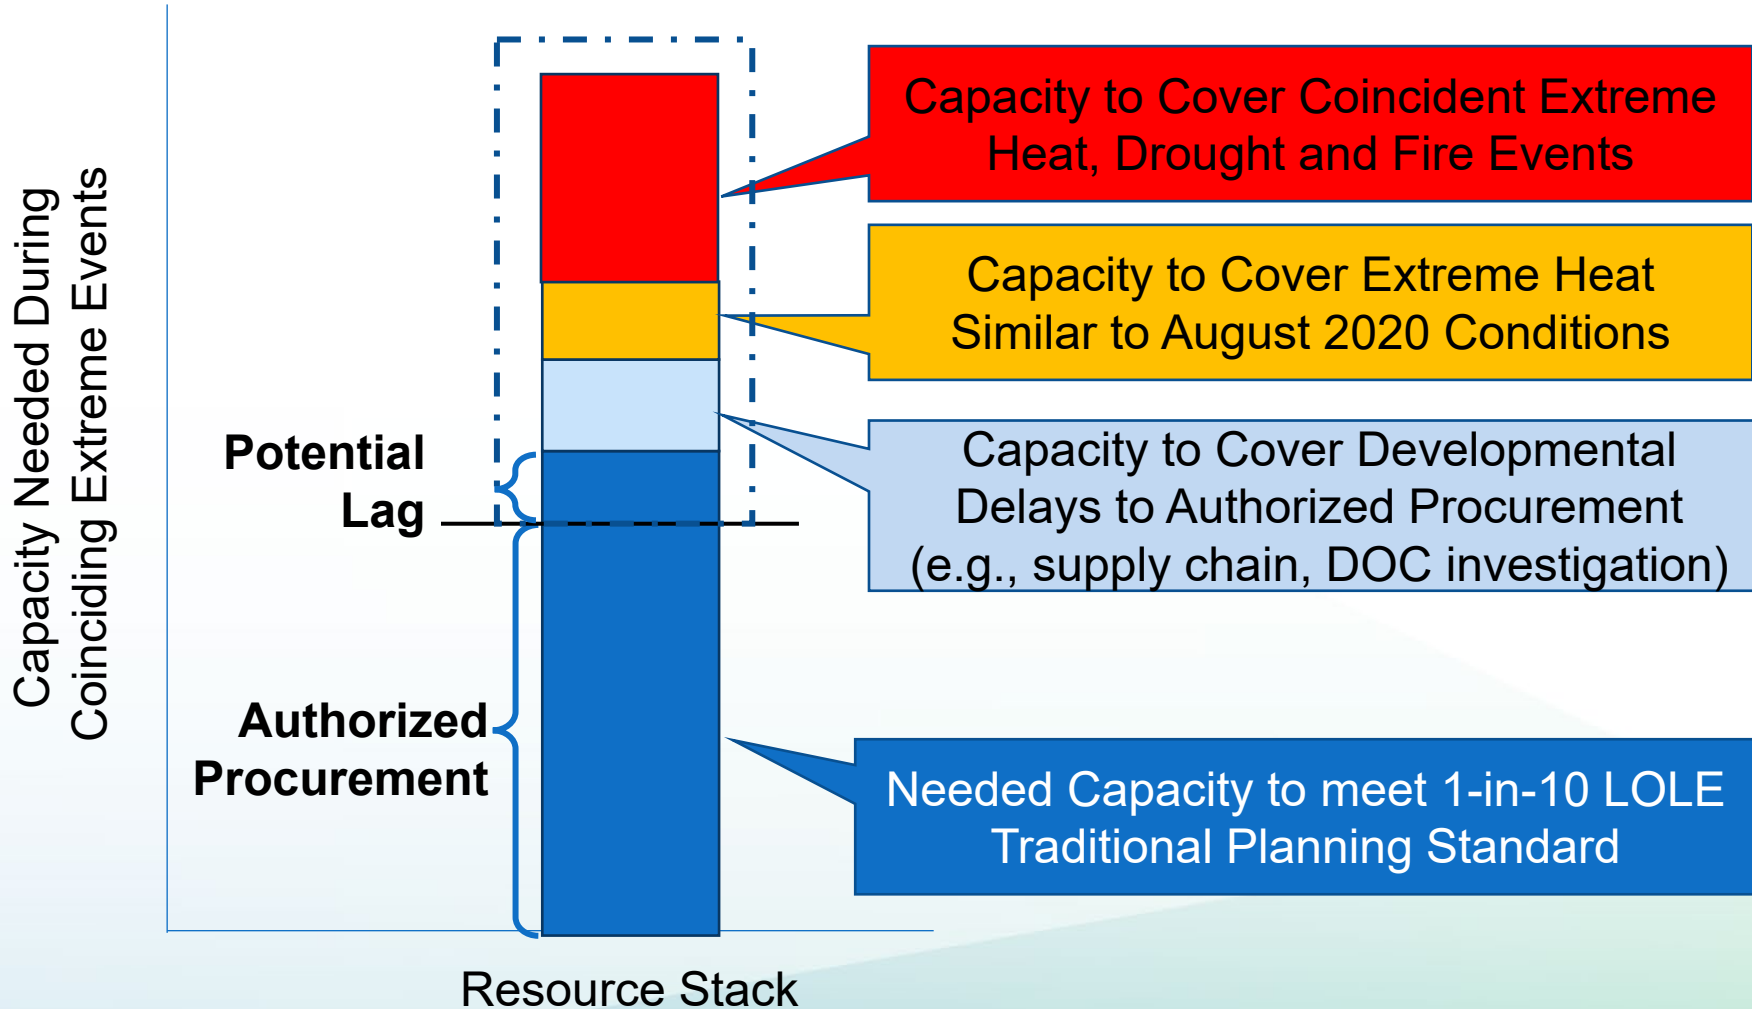 Capacity Needed During
Coinciding Extreme Events
Capacity to Cover Coincident Extreme
Heat, Drought and Fire Events
Capacity to Cover Extreme Heat
Similar to August 2020 Conditions
Potential
Lag
Capacity to Cover Developmental
Delays to Authorized Procurement
(e.g., supply chain, DOC investigation)
Authorized
Procurement
Needed Capacity to meet 1-in-10 LOLE
Traditional Planning Standard
Resource Stack